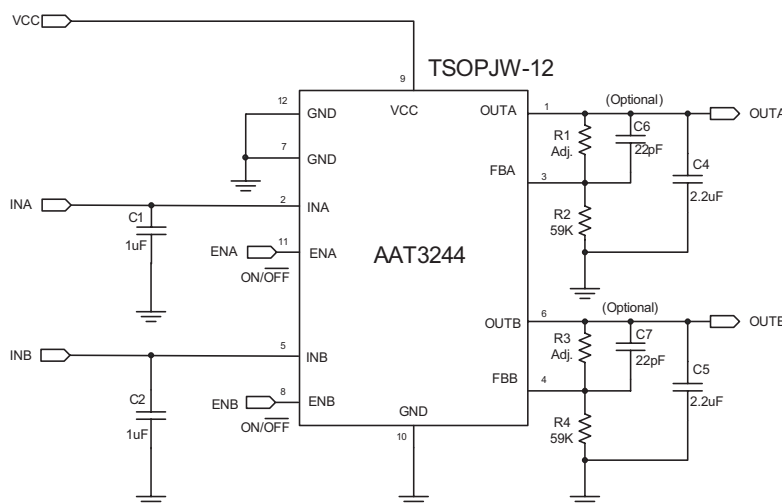 VCC
TSOPJW-12
9
12
GND
VCC
OUTA
1
(Optional)
OUTA
R1
Adj.
C6
22pF
7
GND
FBA
3
C4
2.2uF
INA
2
INA
C1
1uF
R2
59K
ENA
11
ENA
ON/OFF
AAT3244
OUTB
6
(Optional)
OUTB
INB
5
INB
R3
Adj.
C7
22pF
FBB
4
C5
2.2uF
C2
1uF
ENB
8
ENB
ON/OFF
GND
10
R4
59K